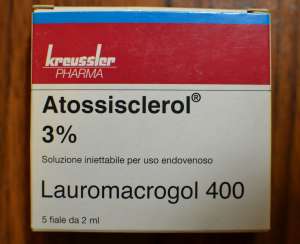 kreussler
PHARMA
Atossisclerol®
3%
Soluzione iniettabile per uso endovenoso
Lauromacrogol 400
5 fiale da 2 ml